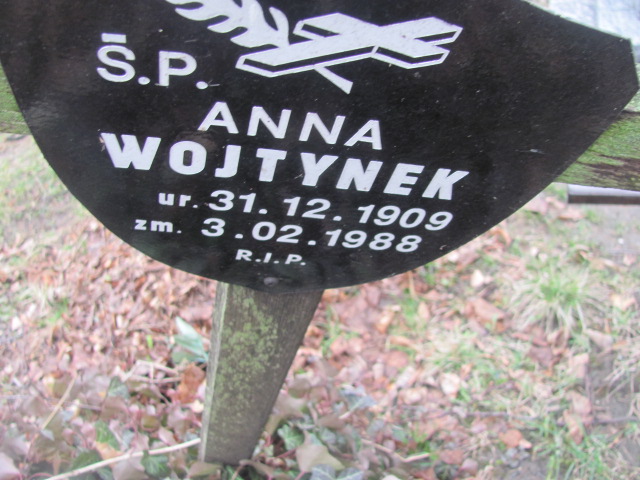 Ś.P.
ANNA
WOJTYNEK
ur. 31.12.1909
zm. 3.02.1988
R.I.P.